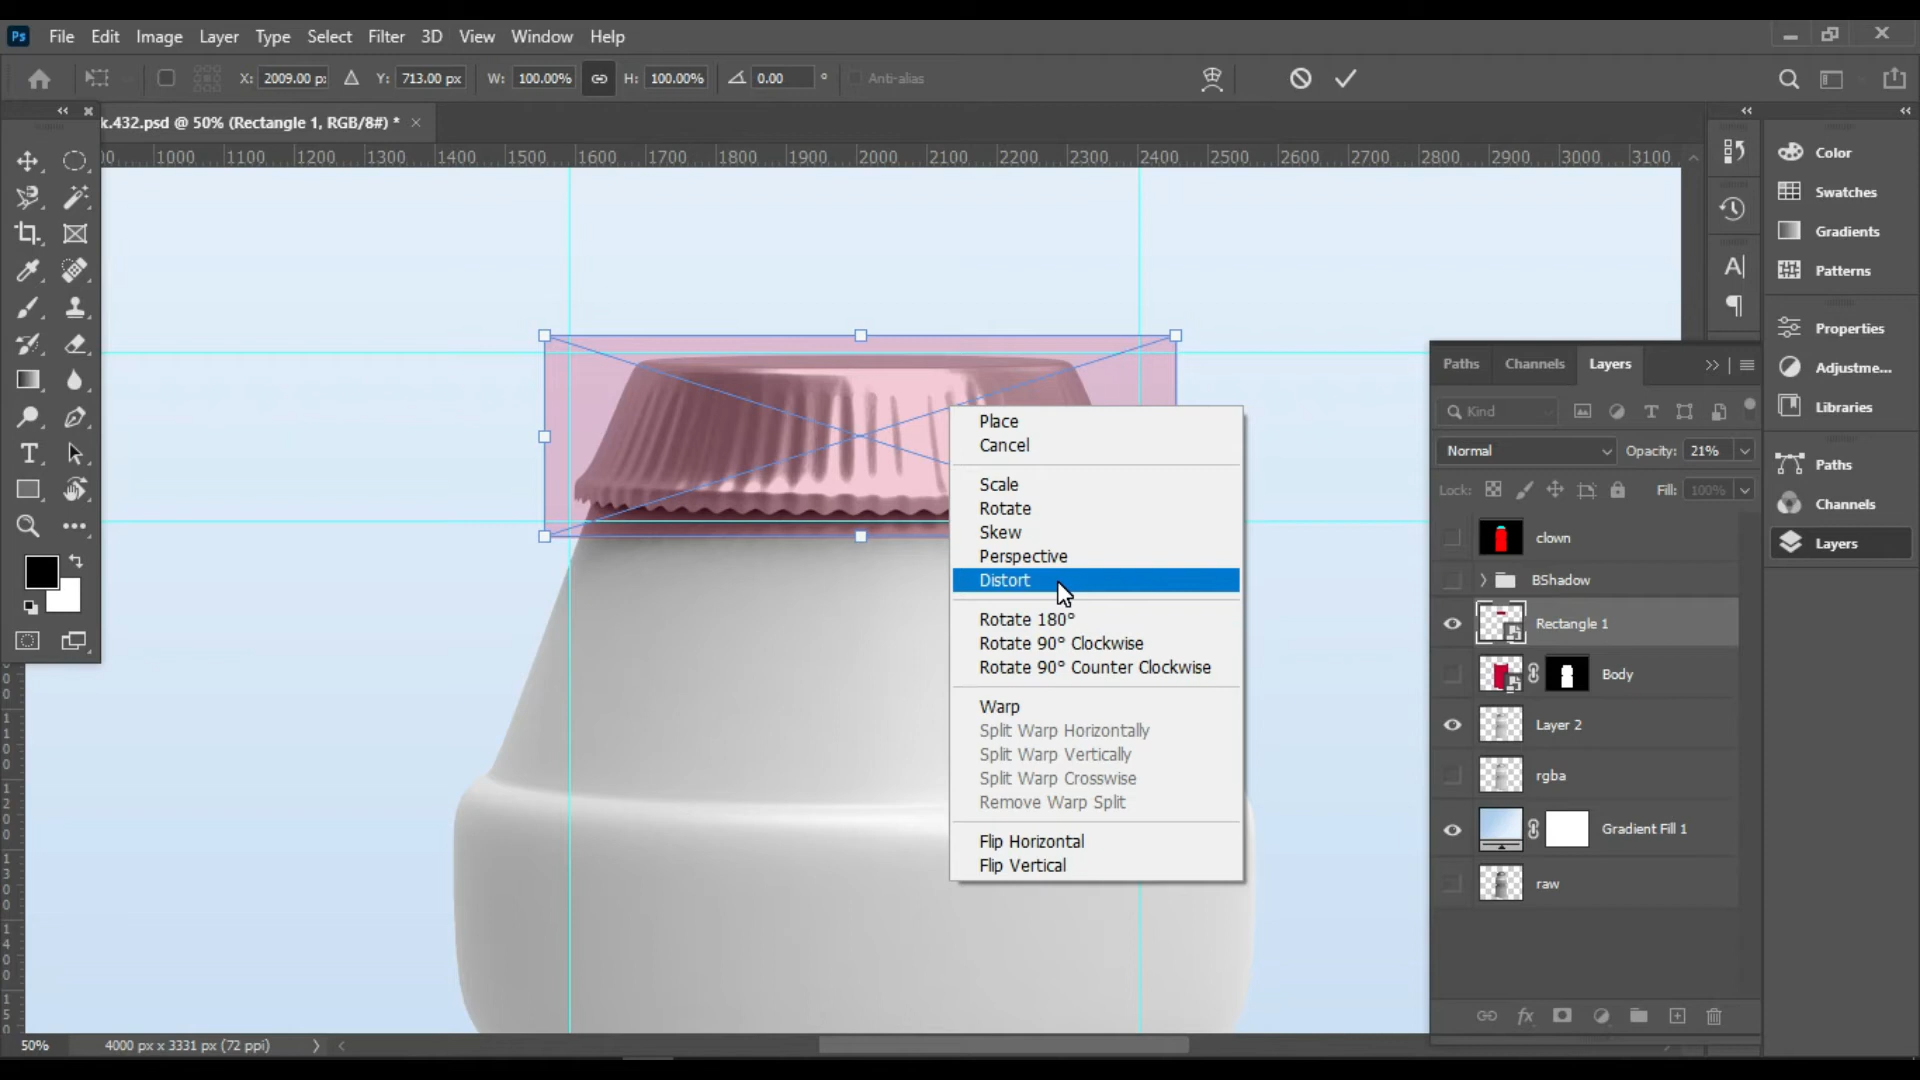 Ps File Edit Image Layer Type Select Filter 3D View Window Help
X: 2009.00 p: Y: 713.00 px W: 100.00% H: 100.00% 0.00 ° Anti-alias
k.432.psd @ 50% (Rectangle 1, RGB/8#) * ×
1000 1100 1200 1300 1400 1500 1600 1700 1800 1900 2000 2100 2200 2300 2400 2500 2600 2700 2800 2900 3000 3100
Color
Swatches
Gradients
Patterns
Properties
Adjustme...
Libraries
Paths
Channels
Layers
Place
Cancel
Scale
Rotate
Skew
Perspective
Distort
Rotate 180°
Rotate 90° Clockwise
Rotate 90° Counter Clockwise
Warp
Split Warp Horizontally
Split Warp Vertically
Split Warp Crosswise
Remove Warp Split
Flip Horizontal
Flip Vertical
Paths Channels Layers
Kind
Normal Opacity: 21%
Lock: Fill: 100%
clown
BShadow
Rectangle 1
Body
Layer 2
rgba
Gradient Fill 1
raw
fx
50% 4000 px x 3331 px (72 ppi)